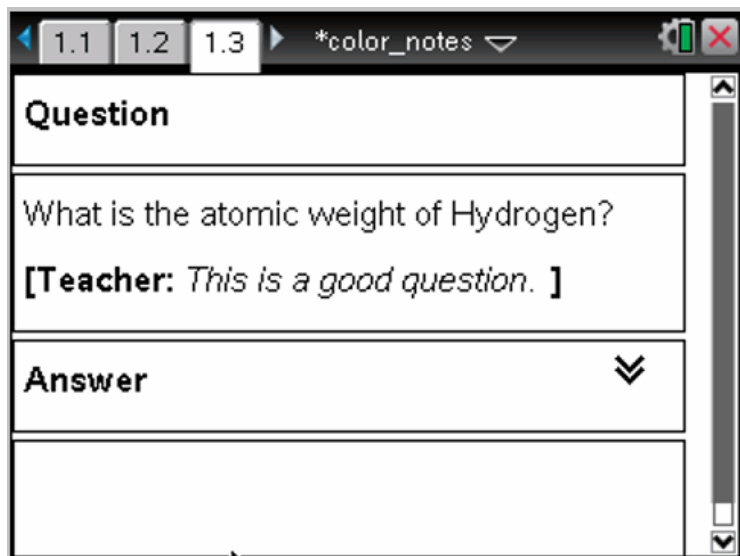 1.1 1.2 1.3 *color_notes
Question
What is the atomic weight of Hydrogen?
[Teacher: This is a good question. ]
Answer